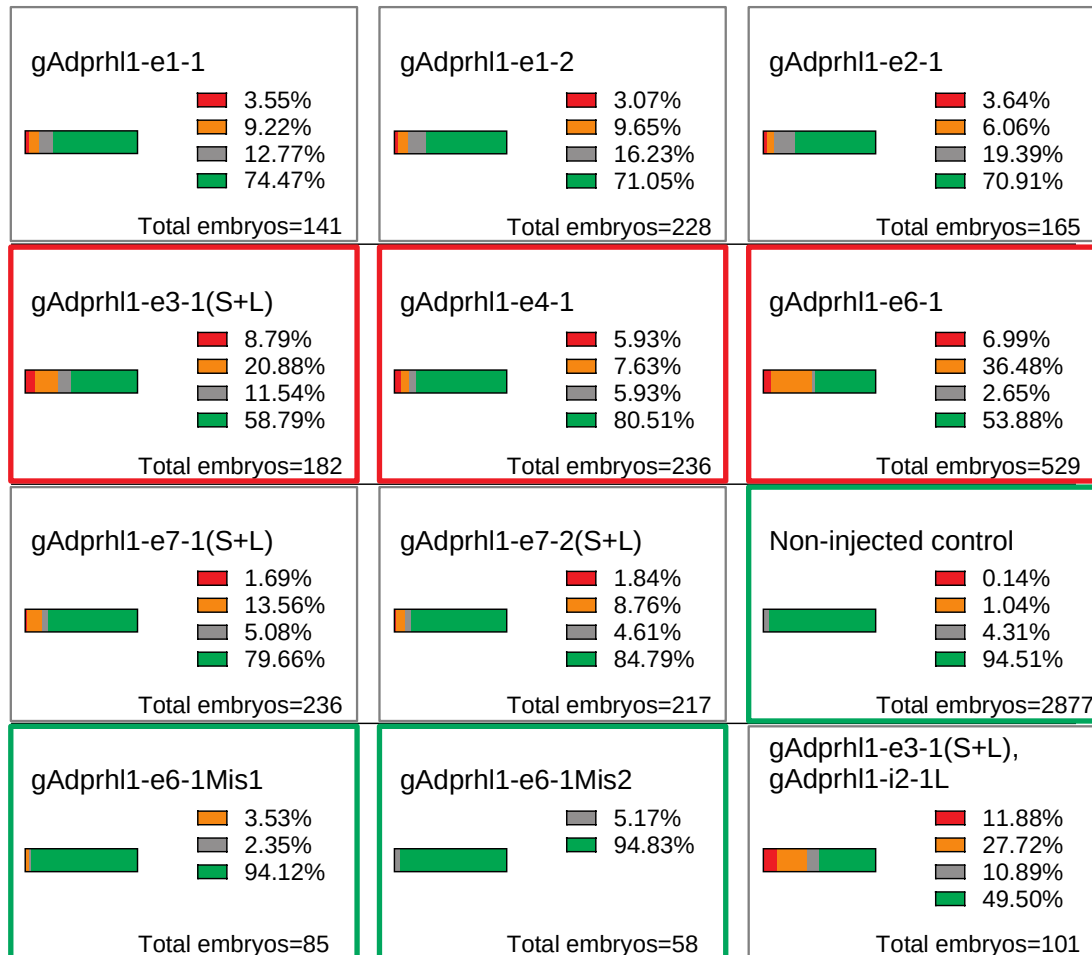 gAdprhl1-e1-1
3.55%
9.22%
12.77%
74.47%
Total embryos=141
gAdprhl1-e1-2
3.07%
9.65%
16.23%
71.05%
Total embryos=228
gAdprhl1-e2-1
3.64%
6.06%
19.39%
70.91%
Total embryos=165
gAdprhl1-e3-1(S+L)
8.79%
20.88%
11.54%
58.79%
Total embryos=182
gAdprhl1-e4-1
5.93%
7.63%
5.93%
80.51%
Total embryos=236
gAdprhl1-e6-1
6.99%
36.48%
2.65%
53.88%
Total embryos=529
gAdprhl1-e7-1(S+L)
1.69%
13.56%
5.08%
79.66%
Total embryos=236
gAdprhl1-e7-2(S+L)
1.84%
8.76%
4.61%
84.79%
Total embryos=217
Non-injected control
0.14%
1.04%
4.31%
94.51%
Total embryos=2877
gAdprhl1-e6-1Mis1
3.53%
2.35%
94.12%
Total embryos=85
gAdprhl1-e6-1Mis2
5.17%
94.83%
Total embryos=58
gAdprhl1-e3-1(S+L),
gAdprhl1-i2-1L
11.88%
27.72%
10.89%
49.50%
Total embryos=101